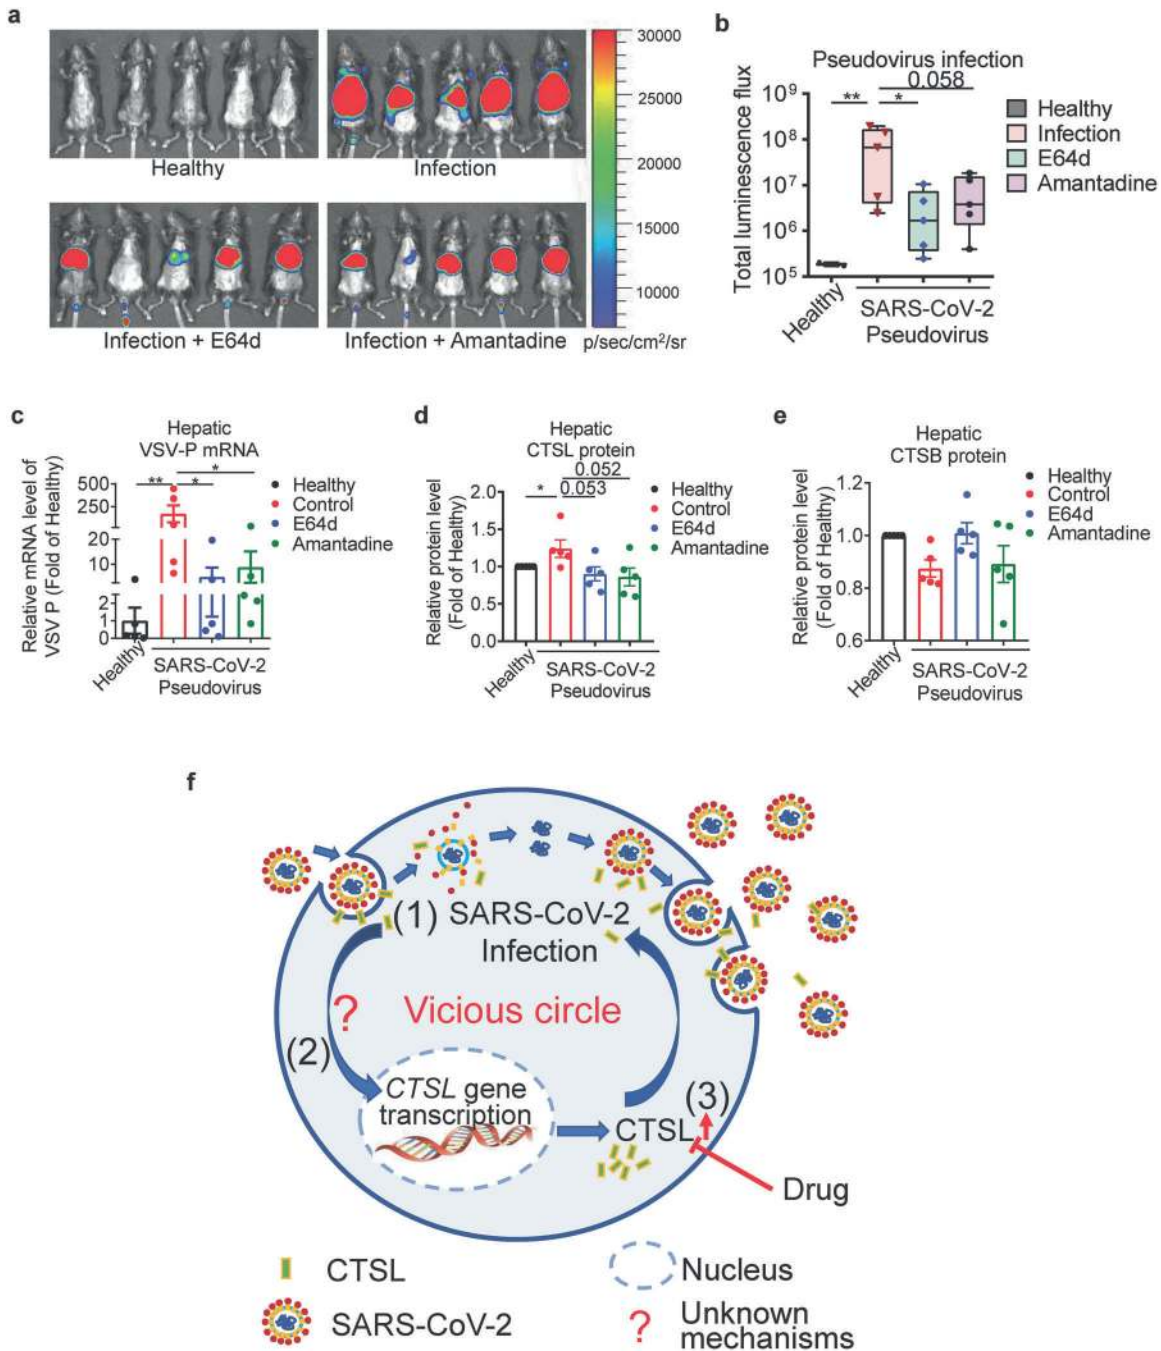 a
Healthy
Infection
Infection + E64d
Infection + Amantadine
30000
25000
20000
15000
10000
p/sec/cm²/sr
b
Pseudovirus infection
0.058
**
*
Total luminescence flux
10⁹
10⁸
10⁷
10⁶
10⁵
Healthy
SARS-CoV-2
Pseudovirus
Healthy
Infection
E64d
Amantadine
c
Hepatic
VSV-P mRNA
*
**
*
Relative mRNA level of
VSV P (Fold of Healthy)
500
250
20
10
2
1
0
Healthy
SARS-CoV-2
Pseudovirus
Healthy
Control
E64d
Amantadine
d
Hepatic
CTSL protein
0.052
* 0.053
Relative protein level
(Fold of Healthy)
2.0
1.5
1.0
0.5
0.0
Healthy
SARS-CoV-2
Pseudovirus
Healthy
Control
E64d
Amantadine
e
Hepatic
CTSB protein
Relative protein level
(Fold of Healthy)
1.2
1.0
0.8
0.6
Healthy
SARS-CoV-2
Pseudovirus
Healthy
Control
E64d
Amantadine
f
(1) SARS-CoV-2
Infection
? Vicious circle
(2)
CTSL gene
transcription
CTSL
(3)
Drug
CTSL
SARS-CoV-2
Nucleus
? Unknown
mechanisms